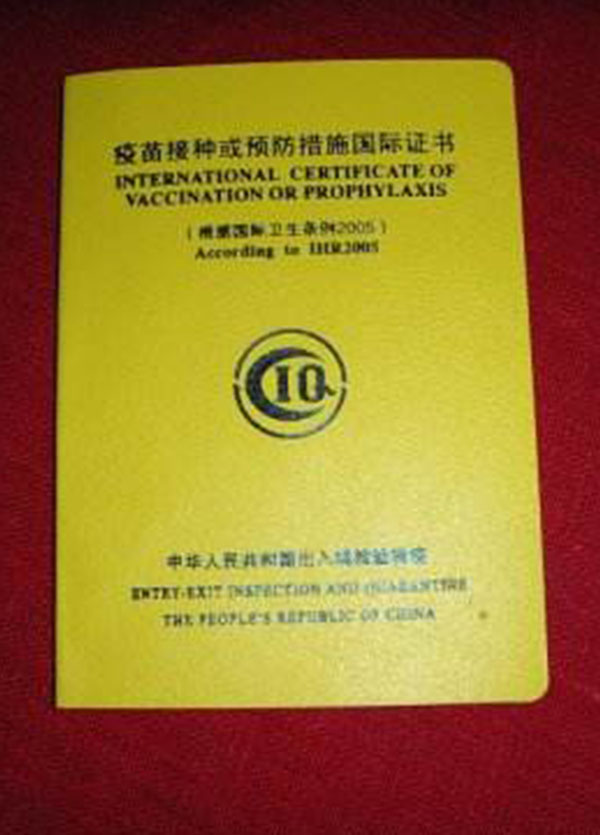 疫苗接种或预防措施国际证书
INTERNATIONAL CERTIFICATE OF
VACCINATION OR PROPHYLAXIS
(根据国际卫生条例2005)
According to IHR2005
CIQ
中华人民共和国出入境检验检疫
ENTRY-EXIT INSPECTION AND QUARANTINE
THE PEOPLE'S REPUBLIC OF CHINA